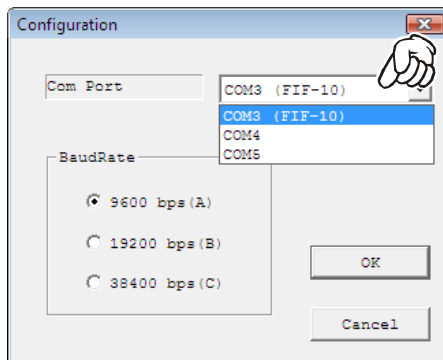 Configuration
Com Port
COM3 (FIF-10)
COM3 (FIF-10)
COM4
COM5
BaudRate
9600 bps(A)
19200 bps(B)
38400 bps(C)
OK
Cancel